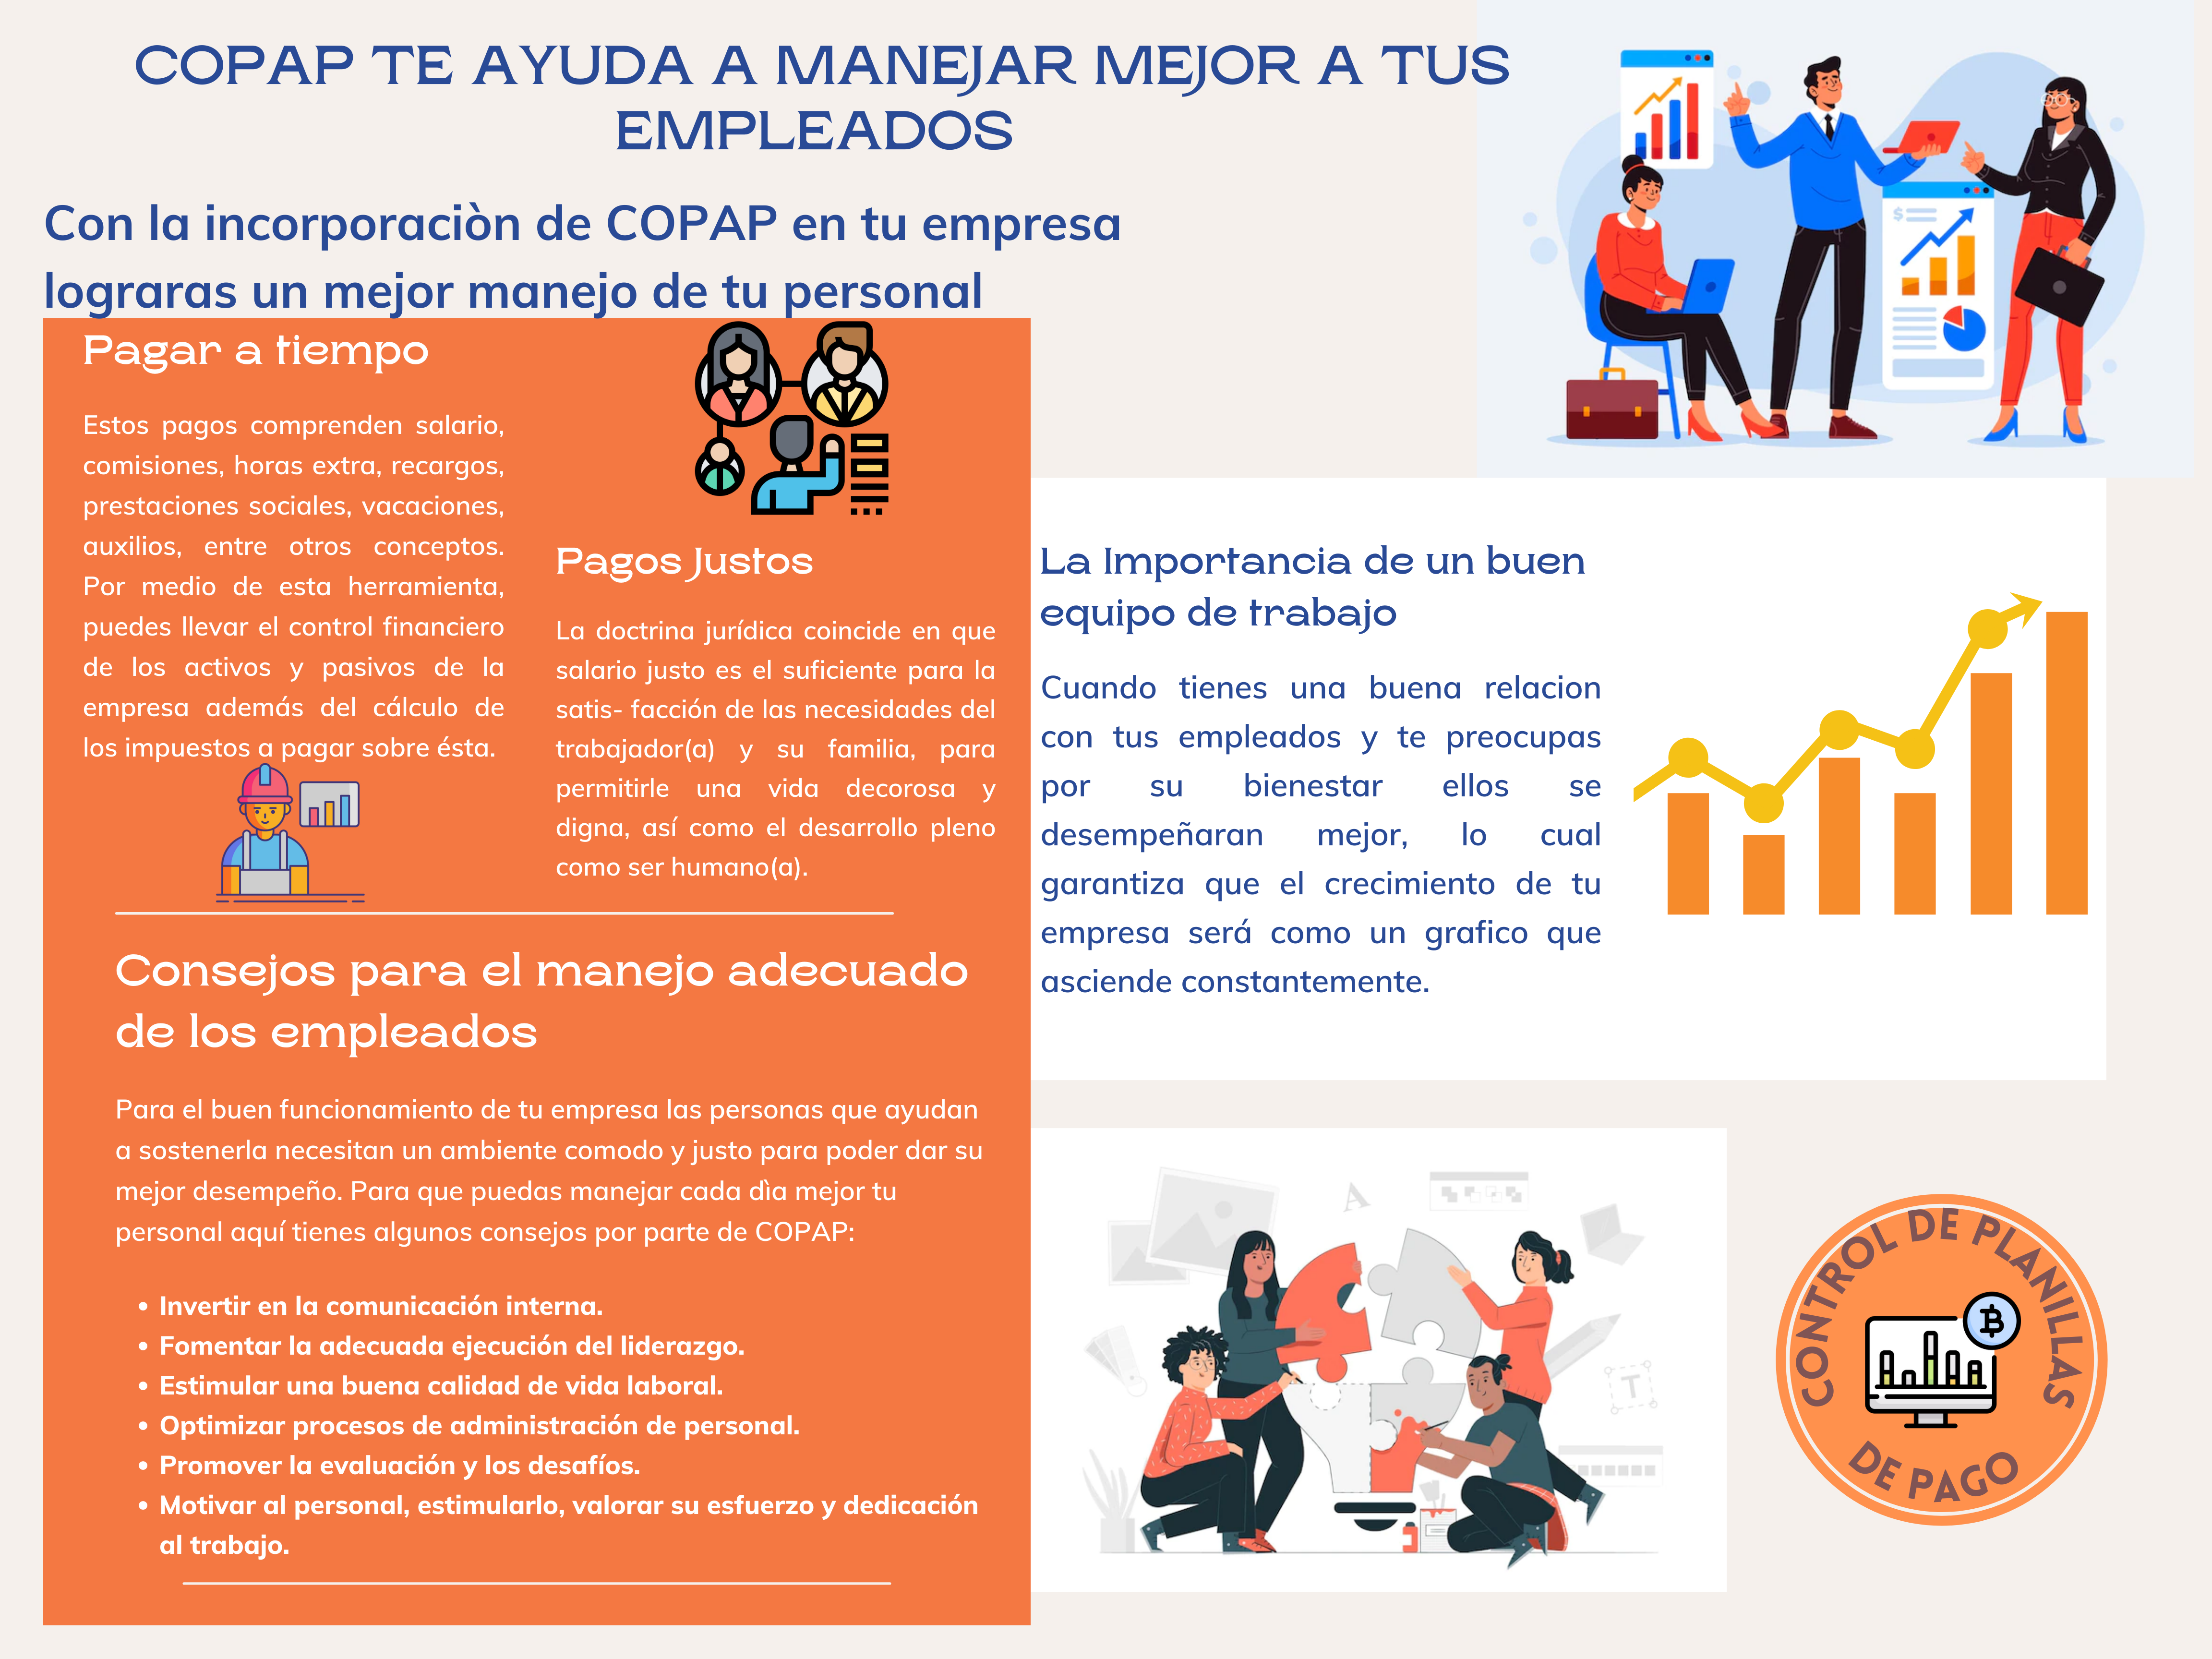 COPAP TE AYUDA A MANEJAR MEJOR A TUS
EMPLEADOS
Con la incorporaciòn de COPAP en tu empresa
lograras un mejor manejo de tu personal
Pagar a tiempo
Estos pagos comprenden salario,
comisiones, horas extra, recargos,
prestaciones sociales, vacaciones,
auxilios, entre otros conceptos.
Por medio de esta herramienta,
puedes llevar el control financiero
de los activos y pasivos de la
empresa además del cálculo de
los impuestos a pagar sobre ésta.
Pagos Justos
La doctrina jurídica coincide en que
salario justo es el suficiente para la
satis- facción de las necesidades del
trabajador(a) y su familia, para
permitirle una vida decorosa y
digna, así como el desarrollo pleno
como ser humano(a).
Consejos para el manejo adecuado
de los empleados
Para el buen funcionamiento de tu empresa las personas que ayudan
a sostenerla necesitan un ambiente comodo y justo para poder dar su
mejor desempeño. Para que puedas manejar cada dìa mejor tu
personal aquí tienes algunos consejos por parte de COPAP:
• Invertir en la comunicación interna.
• Fomentar la adecuada ejecución del liderazgo.
• Estimular una buena calidad de vida laboral.
• Optimizar procesos de administración de personal.
• Promover la evaluación y los desafíos.
• Motivar al personal, estimularlo, valorar su esfuerzo y dedicación
al trabajo.
La Importancia de un buen
equipo de trabajo
Cuando tienes una buena relacion
con tus empleados y te preocupas
por su bienestar ellos se
desempeñaran mejor, lo cual
garantiza que el crecimiento de tu
empresa será como un grafico que
asciende constantemente.
$
A
T
CONTROL DE PLANILLAS
DE PAGO